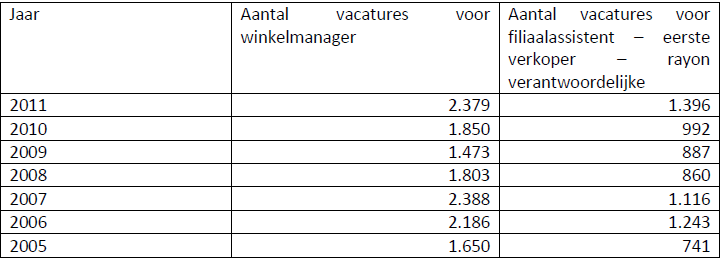 Jaar
Aantal vacatures voor
winkelmanager
Aantal vacatures voor
filiaalassistent – eerste
verkoper – rayon
verantwoordelijke
2011 2.379 1.396
2010 1.850 992
2009 1.473 887
2008 1.803 860
2007 2.388 1.116
2006 2.186 1.243
2005 1.650 741